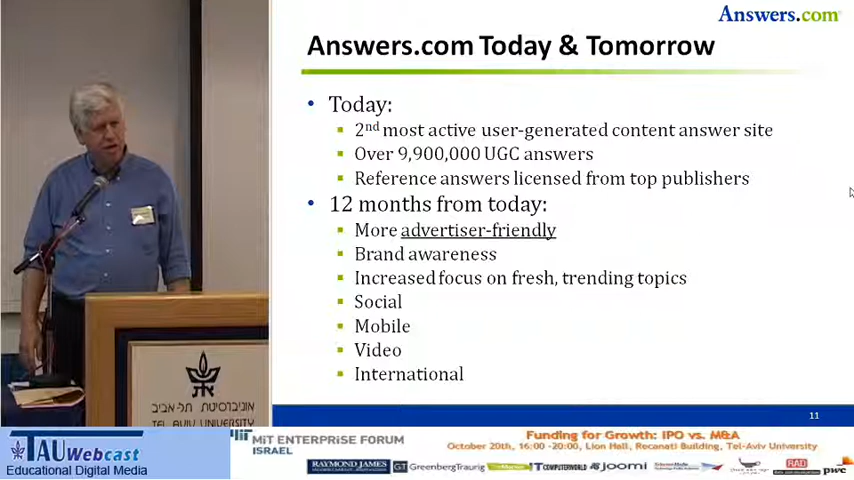 Answers.com
Answers.com Today & Tomorrow
• Today:
▪ 2nd most active user-generated content answer site
▪ Over 9,900,000 UGC answers
▪ Reference answers licensed from top publishers
• 12 months from today:
▪ More advertiser-friendly
▪ Brand awareness
▪ Increased focus on fresh, trending topics
▪ Social
▪ Mobile
▪ Video
▪ International
11
אוניברסיטת תל-אביב
TEL AVIV UNIVERSITY
TAU Webcast
Educational Digital Media
MIT ENTERPRISE FORUM
ISRAEL
Funding for Growth: IPO vs. M&A
October 20th, 16:00 -20:00, Lion Hall, Recanati Building, Tel-Aviv University
RAYMOND JAMES
GT GreenbergTraurig
TheMarker
COMPUTERWORLD
Joomi
RAD
pwc